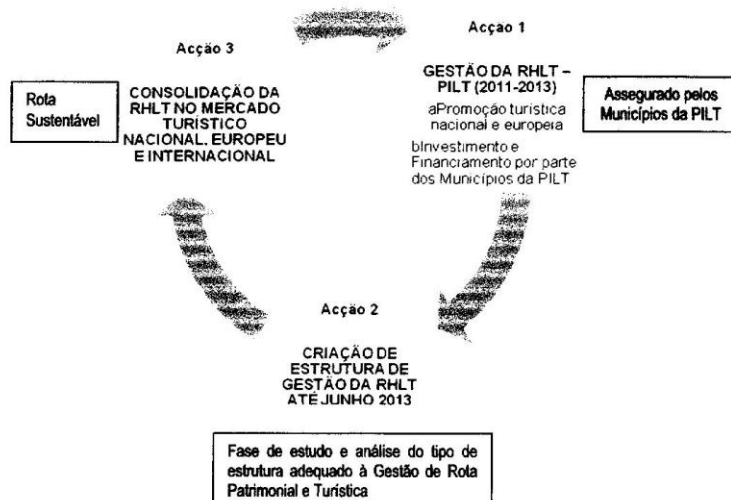 Acção 3
Rota
Sustentável
CONSOLIDAÇÃO DA
RHLT NO MERCADO
TURÍSTICO
NACIONAL, EUROPEU
E INTERNACIONAL
Acção 1
GESTÃO DA RHLT –
PILT (2011-2013)
aPromoção turística
nacional e europeia
bInvestimento e
Financiamento por parte
dos Municípios da PILT
Assegurado pelos
Municípios da PILT
Acção 2
CRIAÇÃO DE
ESTRUTURA DE
GESTÃO DA RHLT
ATÉ JUNHO 2013
Fase de estudo e análise do tipo de
estrutura adequado à Gestão de Rota
Patrimonial e Turística